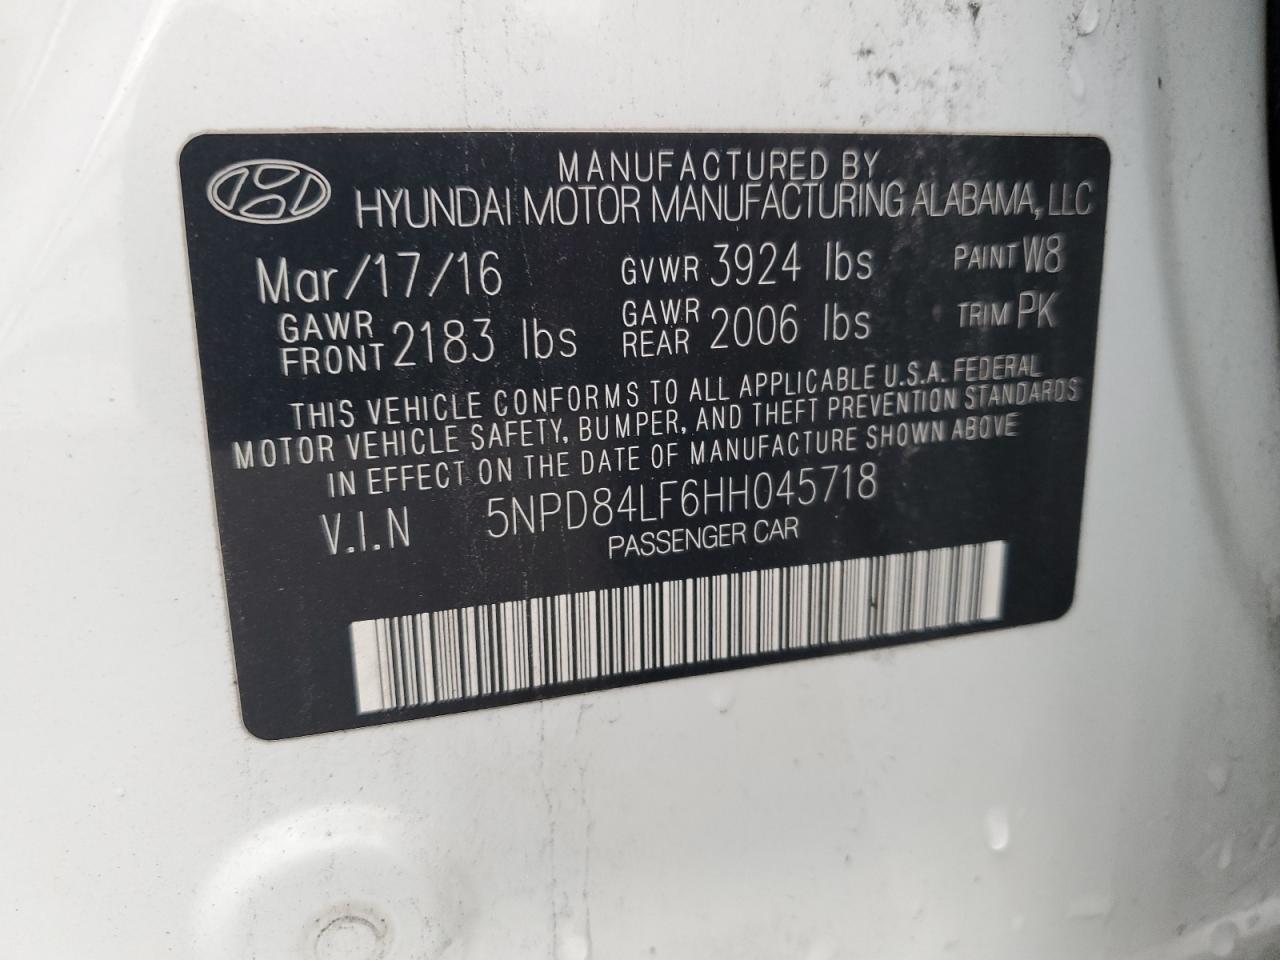 MANUFACTURED BY
HYUNDAI MOTOR MANUFACTURING ALABAMA, LLC
Mar/17/16 GVWR 3924 lbs PAINT W8
GAWR FRONT 2183 lbs GAWR REAR 2006 lbs TRIM PK
THIS VEHICLE CONFORMS TO ALL APPLICABLE U.S.A. FEDERAL
MOTOR VEHICLE SAFETY, BUMPER, AND THEFT PREVENTION STANDARDS
IN EFFECT ON THE DATE OF MANUFACTURE SHOWN ABOVE
V.I.N 5NPD84LF6HH045718
PASSENGER CAR